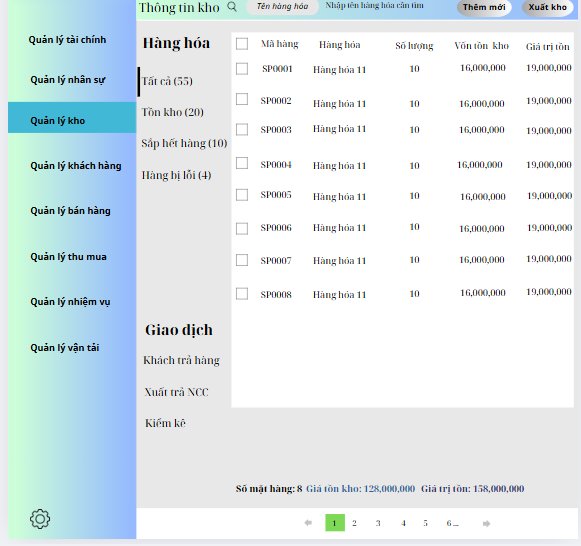 Thông tin kho Tên hàng hóa Nhập tên hàng hóa cần tìm Thêm mới Xuất kho
Quản lý tài chính
Quản lý nhân sự
Quản lý kho
Quản lý khách hàng
Quản lý bán hàng
Quản lý thu mua
Quản lý nhiệm vụ
Quản lý vận tải
Hàng hóa
Tất cả (55)
Tồn kho (20)
Sắp hết hàng (10)
Hàng bị lỗi (4)
Giao dịch
Khách trả hàng
Xuất trả NCC
Kiểm kê
Mã hàng Hàng hóa Số lượng Vốn tồn kho Giá trị tồn
SP0001 Hàng hóa 11 10 16,000,000 19,000,000
SP0002 Hàng hóa 11 10 16,000,000 19,000,000
SP0003 Hàng hóa 11 10 16,000,000 19,000,000
SP0004 Hàng hóa 11 10 16,000,000 19,000,000
SP0005 Hàng hóa 11 10 16,000,000 19,000,000
SP0006 Hàng hóa 11 10 16,000,000 19,000,000
SP0007 Hàng hóa 11 10 16,000,000 19,000,000
SP0008 Hàng hóa 11 10 16,000,000 19,000,000
Số mặt hàng: 8 Giá tồn kho: 128,000,000 Giá trị tồn: 158,000,000
1 2 3 4 5 6...